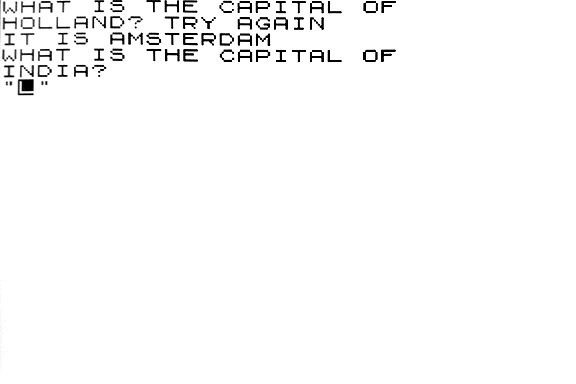 WHAT IS THE CAPITAL OF
HOLLAND? TRY AGAIN
IT IS AMSTERDAM
WHAT IS THE CAPITAL OF
INDIA?
"L"